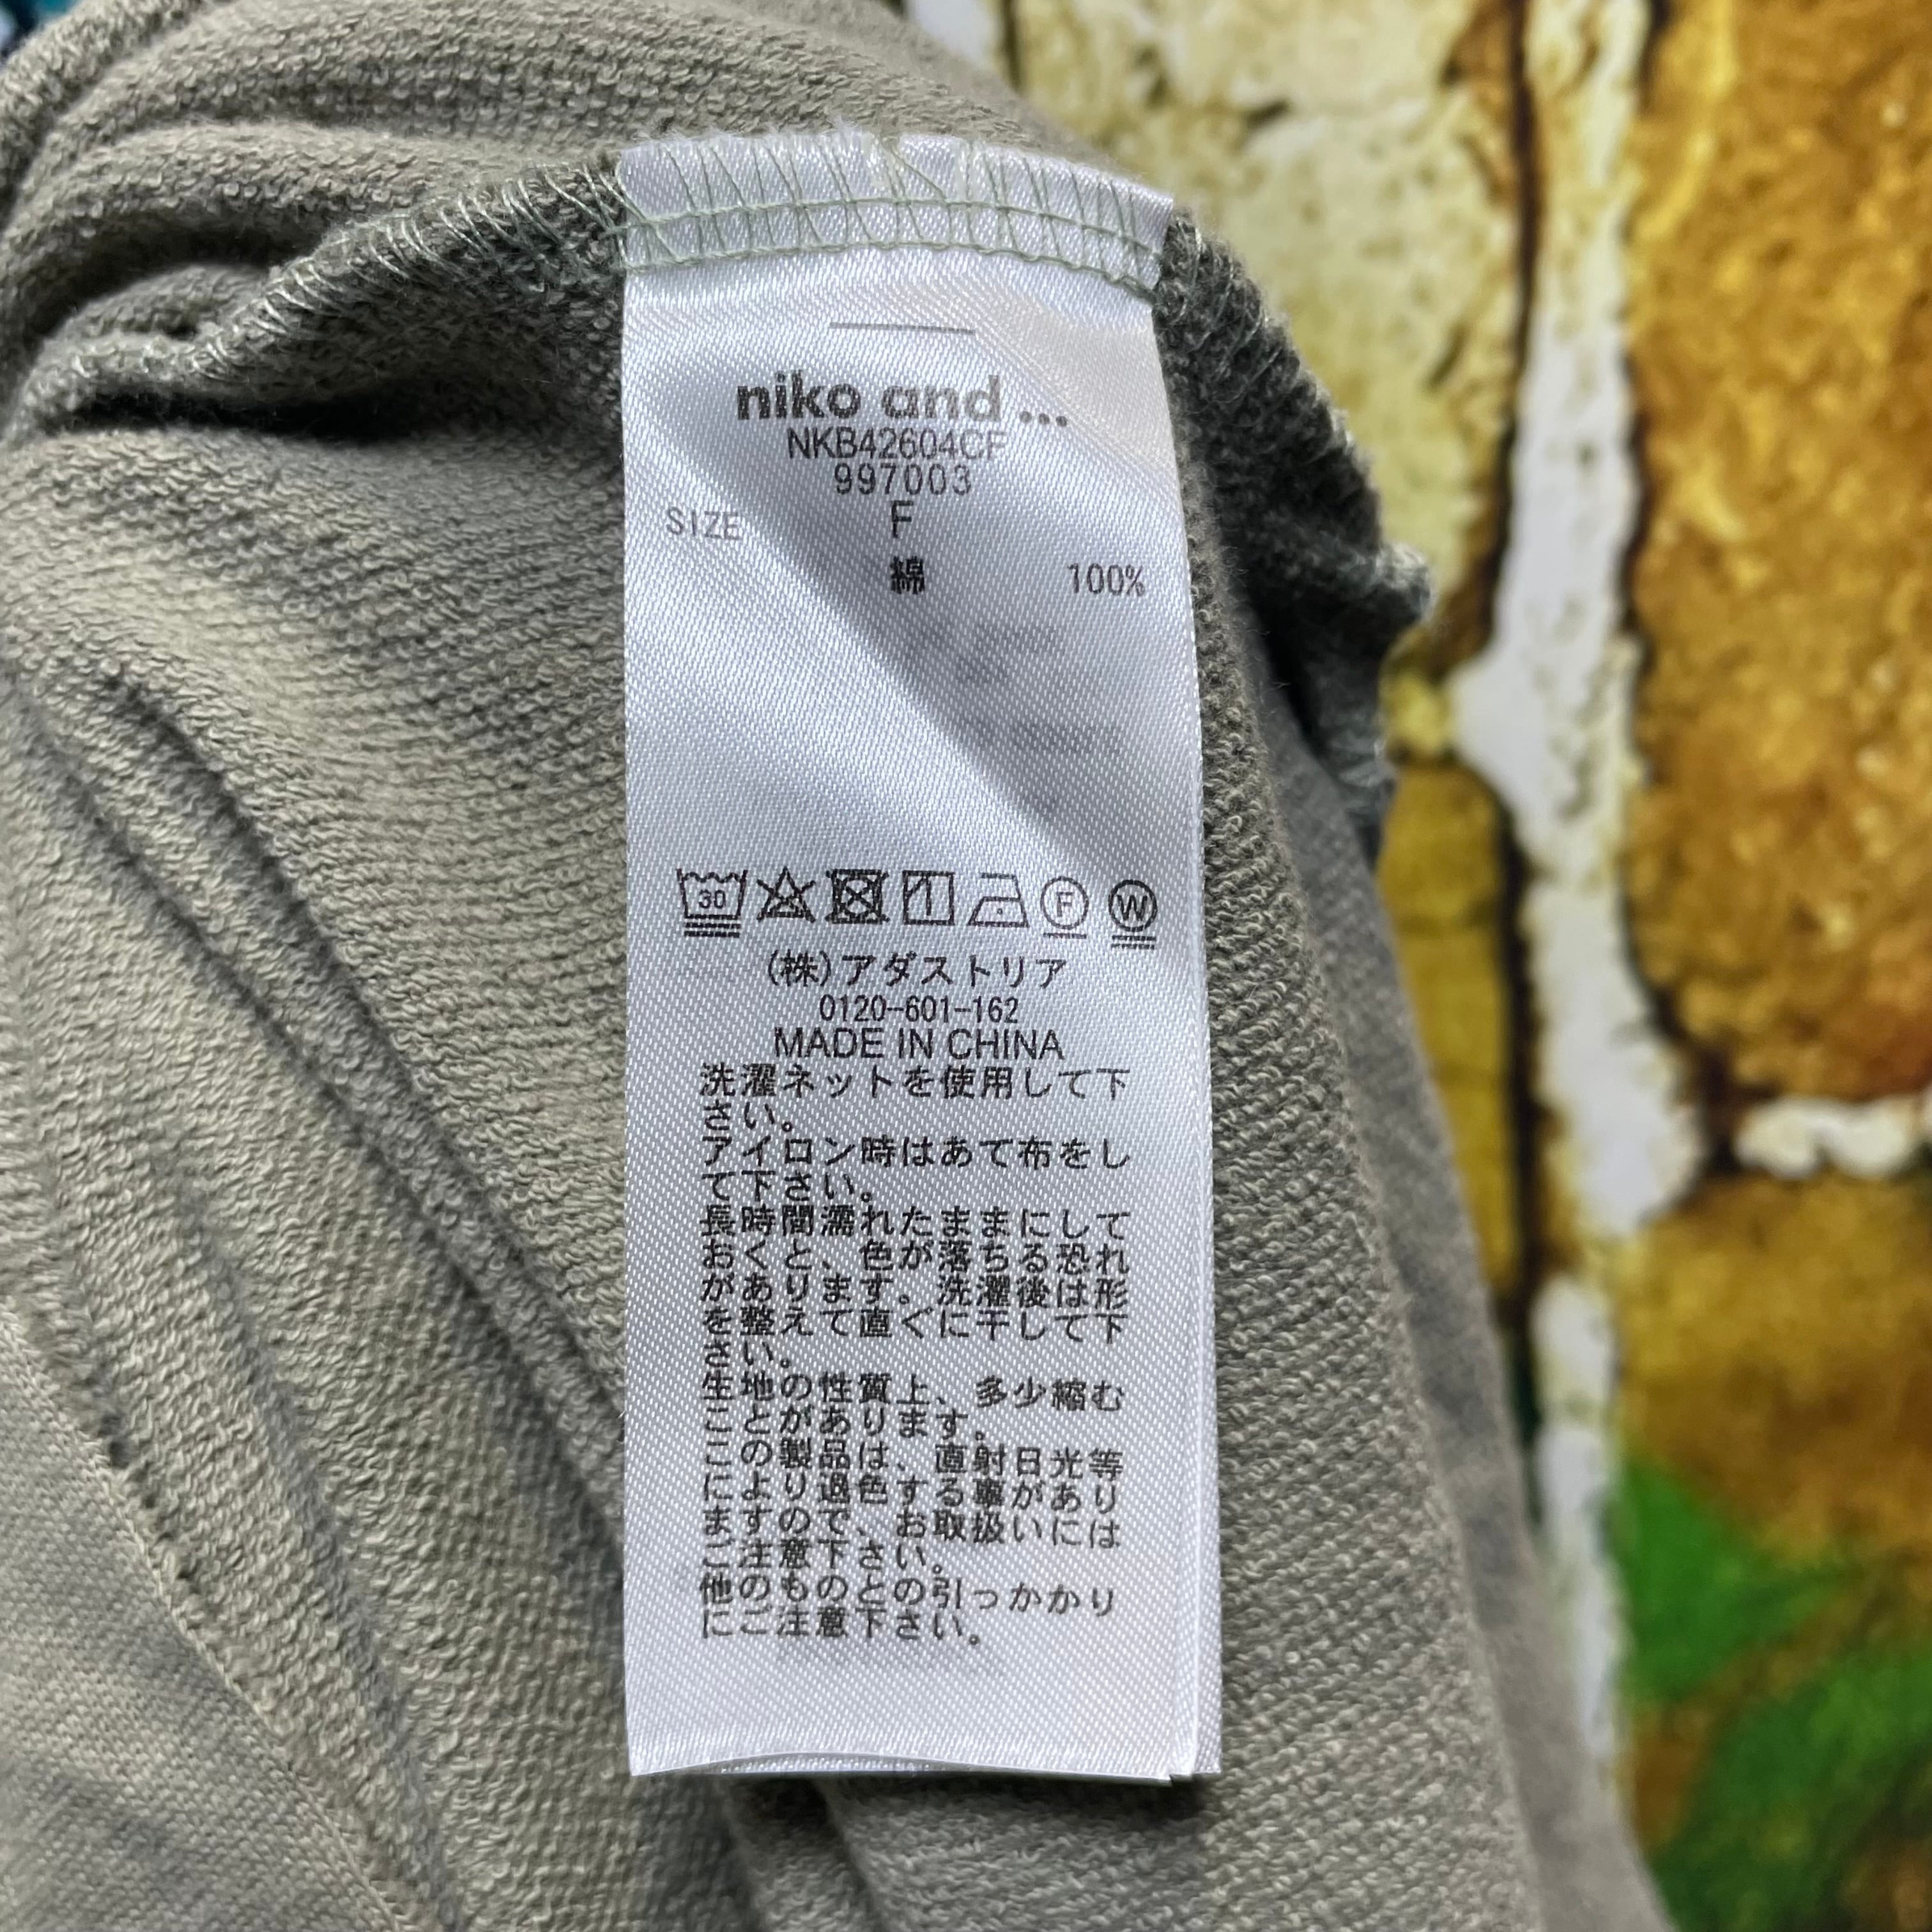 niko and ...
NKB42604CF
997003
SIZE F
綿 100%
30
F W
(株)アダストリア
0120-601-162
MADE IN CHINA
洗濯ネットを使用して下
さい。
アイロン時はあて布をし
て下さい。
長時間濡れたままにして
おくと、色が落ちる恐れ
があります。洗濯後は形
を整えて直ぐに干して下
さい。
生地の性質上、多少縮む
ことがあります。
この製品は、直射日光等
により退色する事があり
ますので、お取扱いには
ご注意下さい。
他のものとの引っかかり
にご注意下さい。